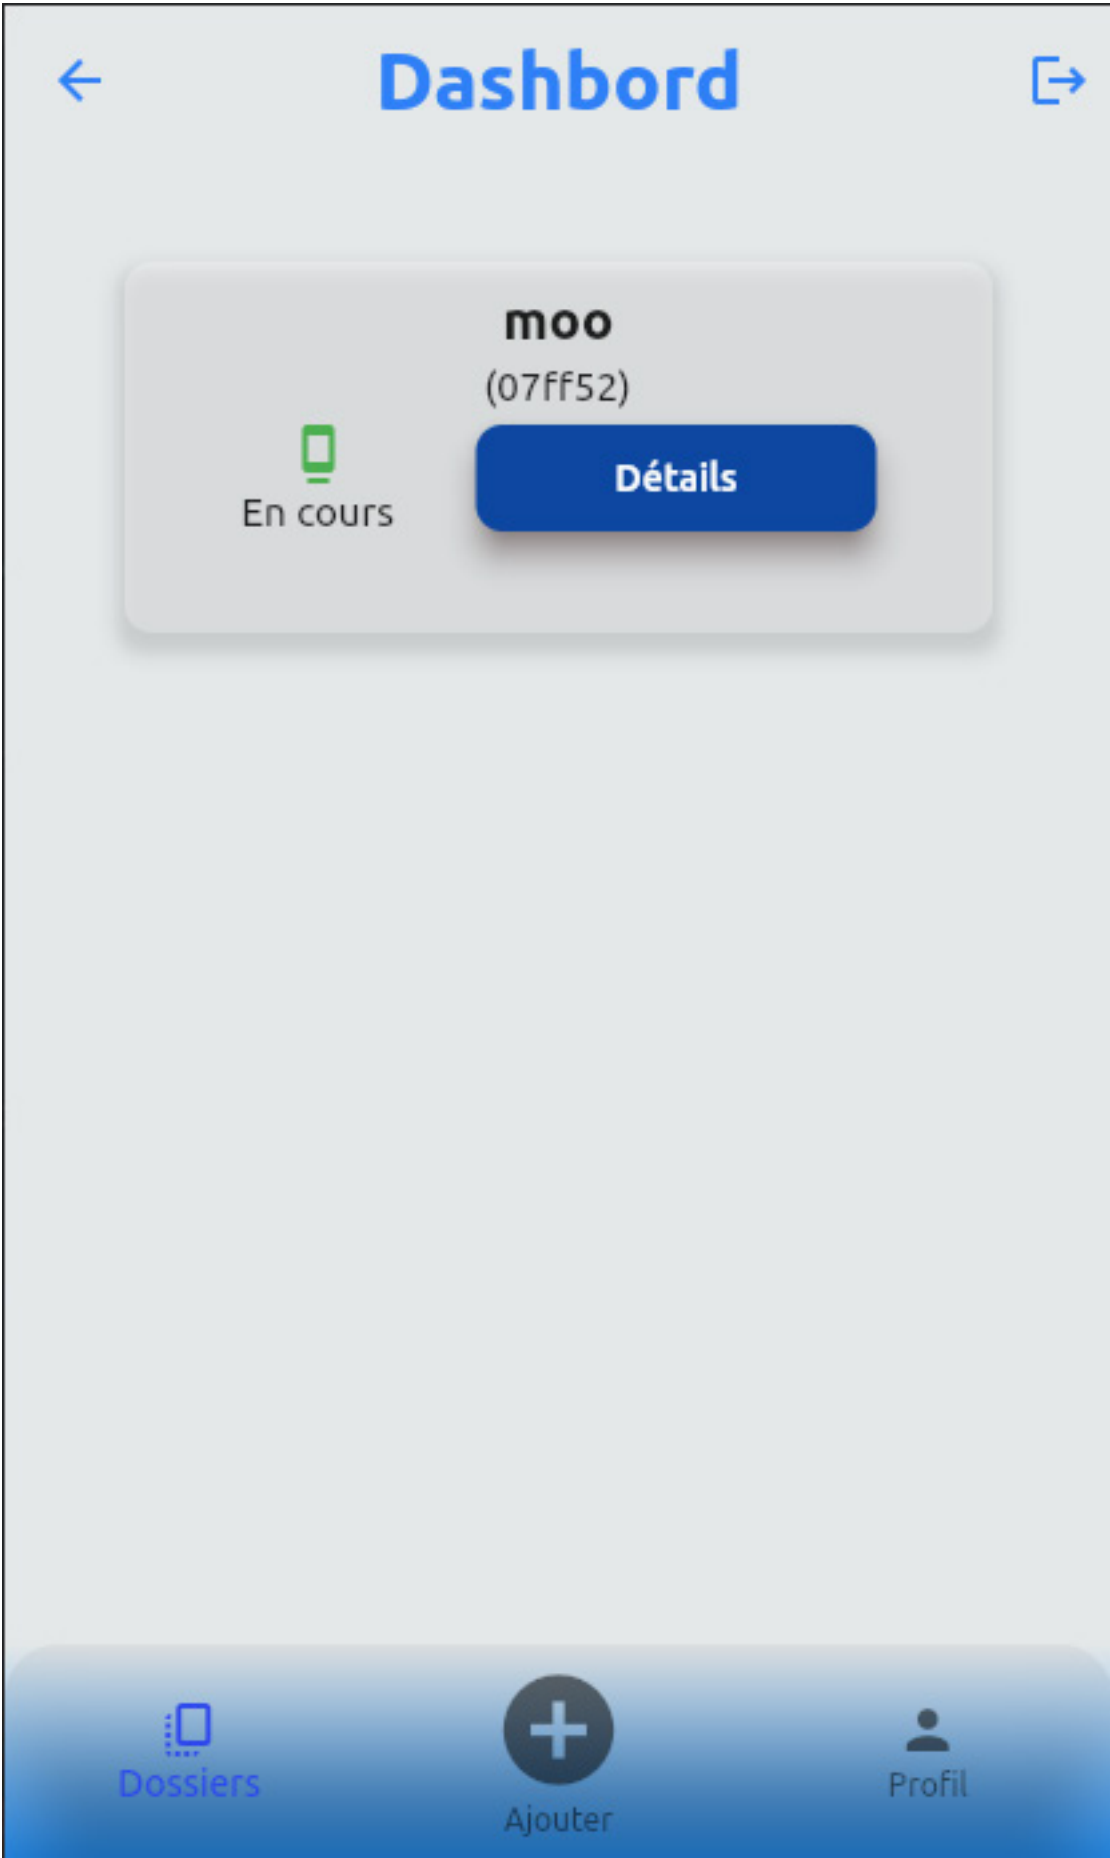 Dashbord
moo
(07ff52)
Détails
En cours
Dossiers
Ajouter
Profil